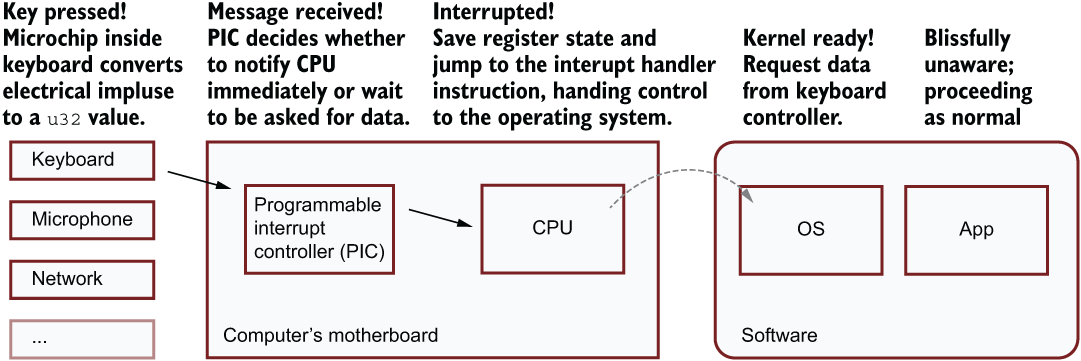 Key pressed!
Microchip inside
keyboard converts
electrical impluse
to a u32 value.
Message received!
PIC decides whether
to notify CPU
immediately or wait
to be asked for data.
Interrupted!
Save register state and
jump to the interupt handler
instruction, handing control
to the operating system.
Kernel ready!
Request data
from keyboard
controller.
Blissfully
unaware;
proceeding
as normal
Keyboard
Microphone
Network
...
Programmable
interrupt
controller (PIC)
CPU
Computer’s motherboard
OS
App
Software